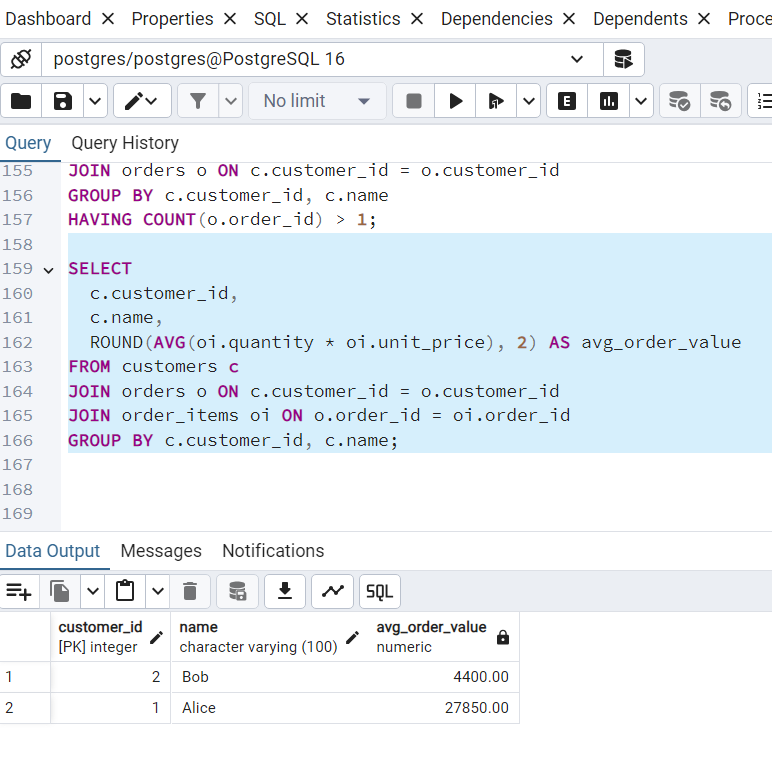 Dashboard × Properties × SQL × Statistics × Dependencies × Dependents × Proce
postgres/postgres@PostgreSQL 16
No limit
E
Query Query History
155 JOIN orders o ON c.customer_id = o.customer_id
156 GROUP BY c.customer_id, c.name
157 HAVING COUNT(o.order_id) > 1;
158
159 SELECT
160 c.customer_id,
161 c.name,
162 ROUND(AVG(oi.quantity * oi.unit_price), 2) AS avg_order_value
163 FROM customers c
164 JOIN orders o ON c.customer_id = o.customer_id
165 JOIN order_items oi ON o.order_id = oi.order_id
166 GROUP BY c.customer_id, c.name;
167
168
169
Data Output Messages Notifications
SQL
customer_id name avg_order_value
[PK] integer character varying (100) numeric
1 2 Bob 4400.00
2 1 Alice 27850.00